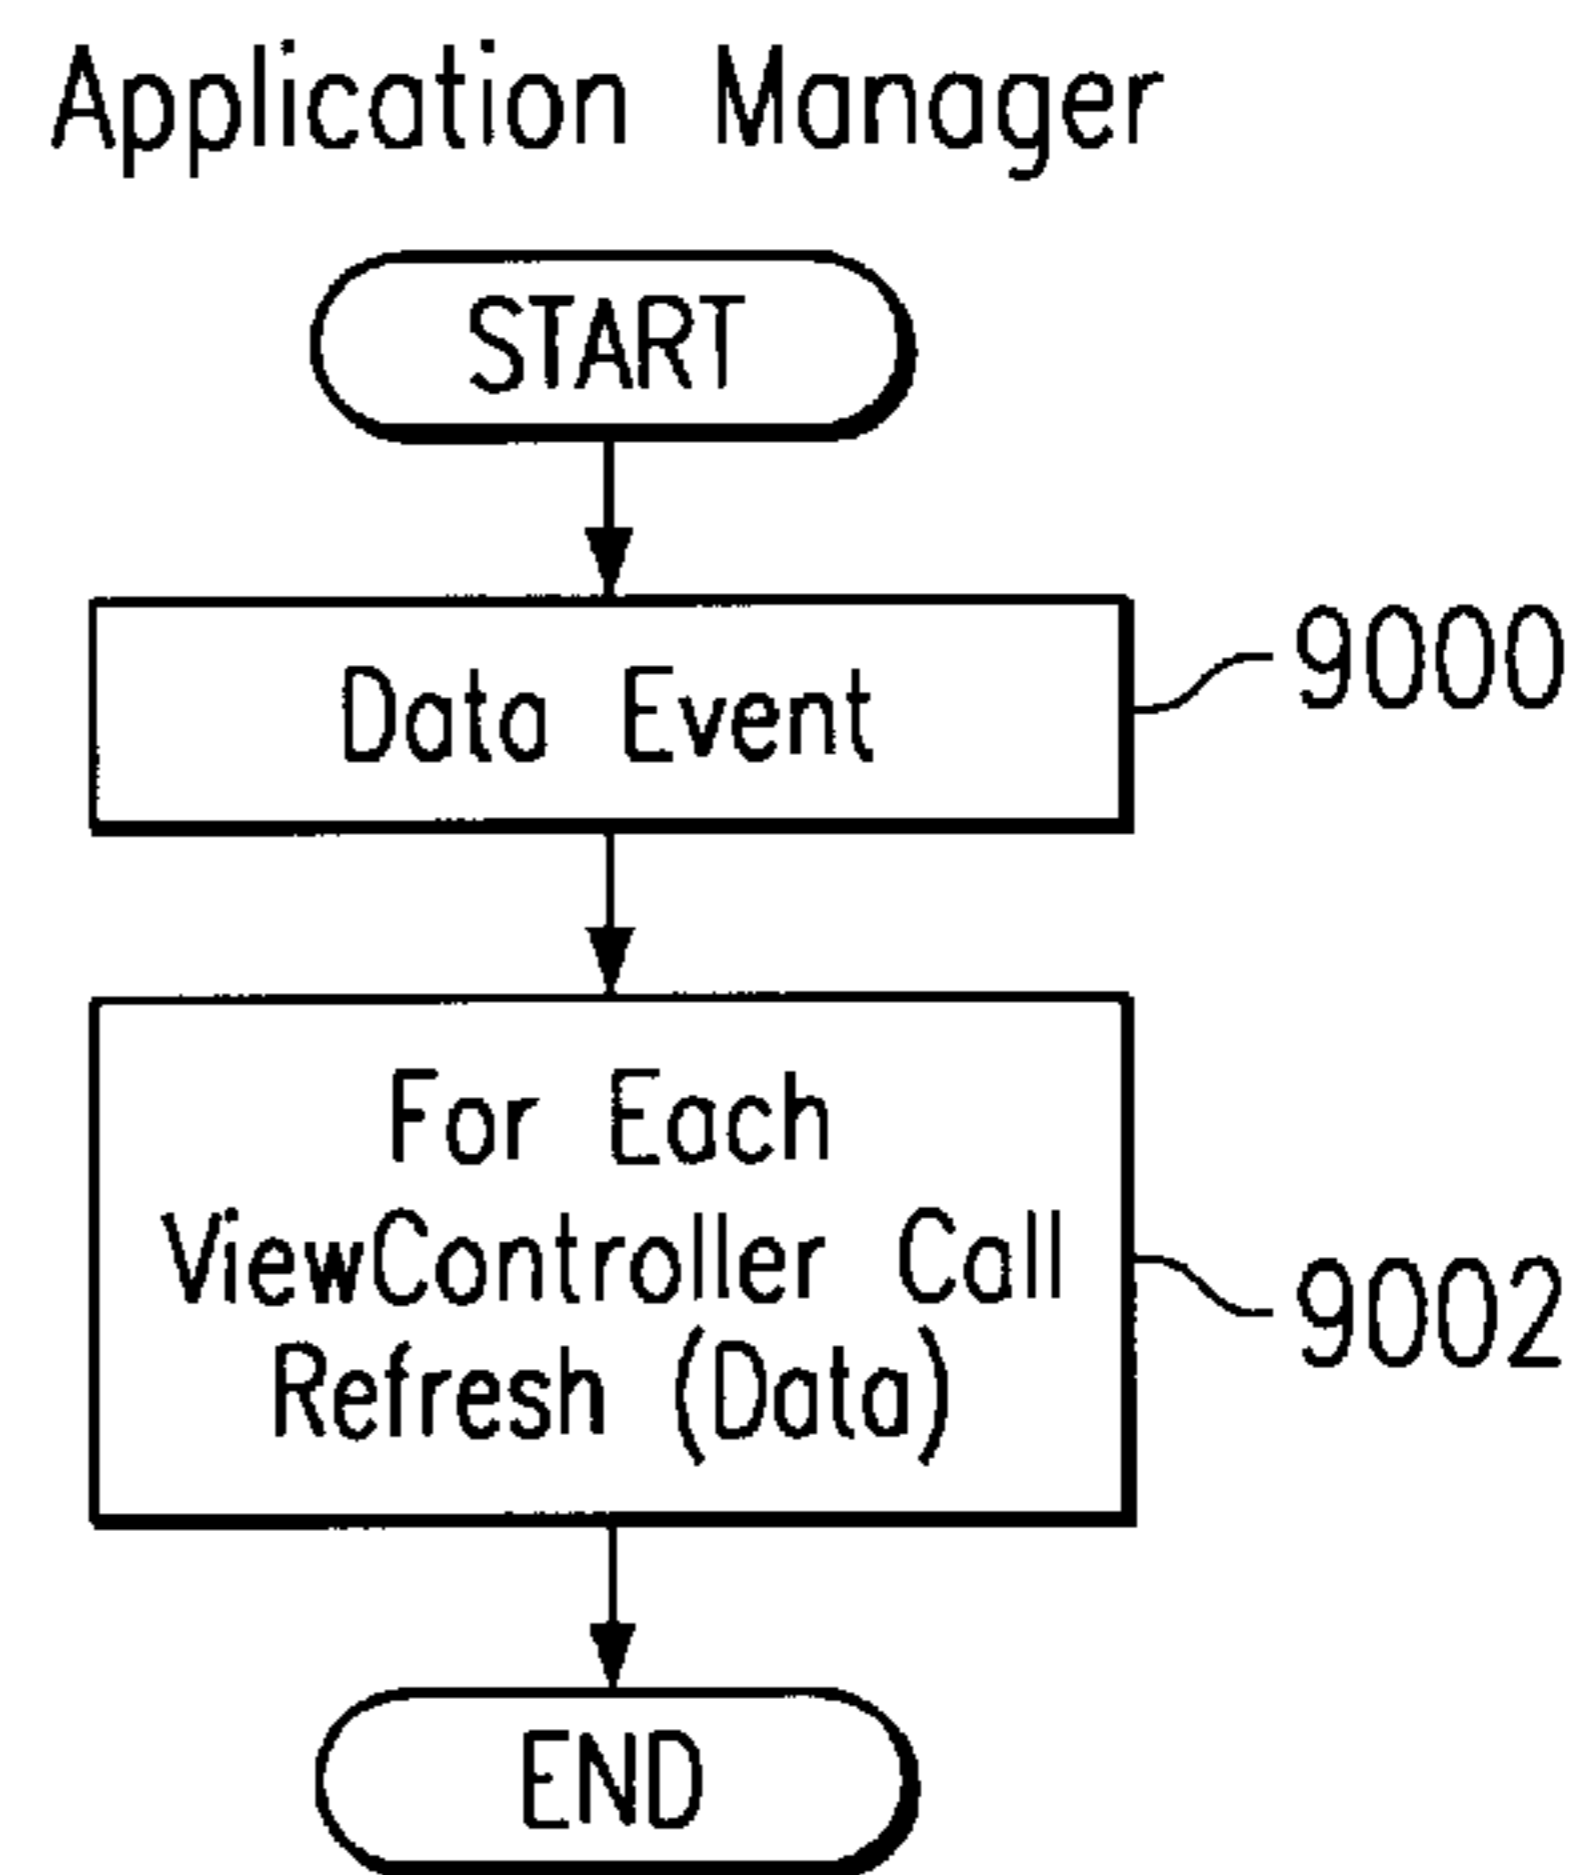 Application Manager
START
Data Event
9000
For Each
ViewController Call
Refresh (Data)
9002
END